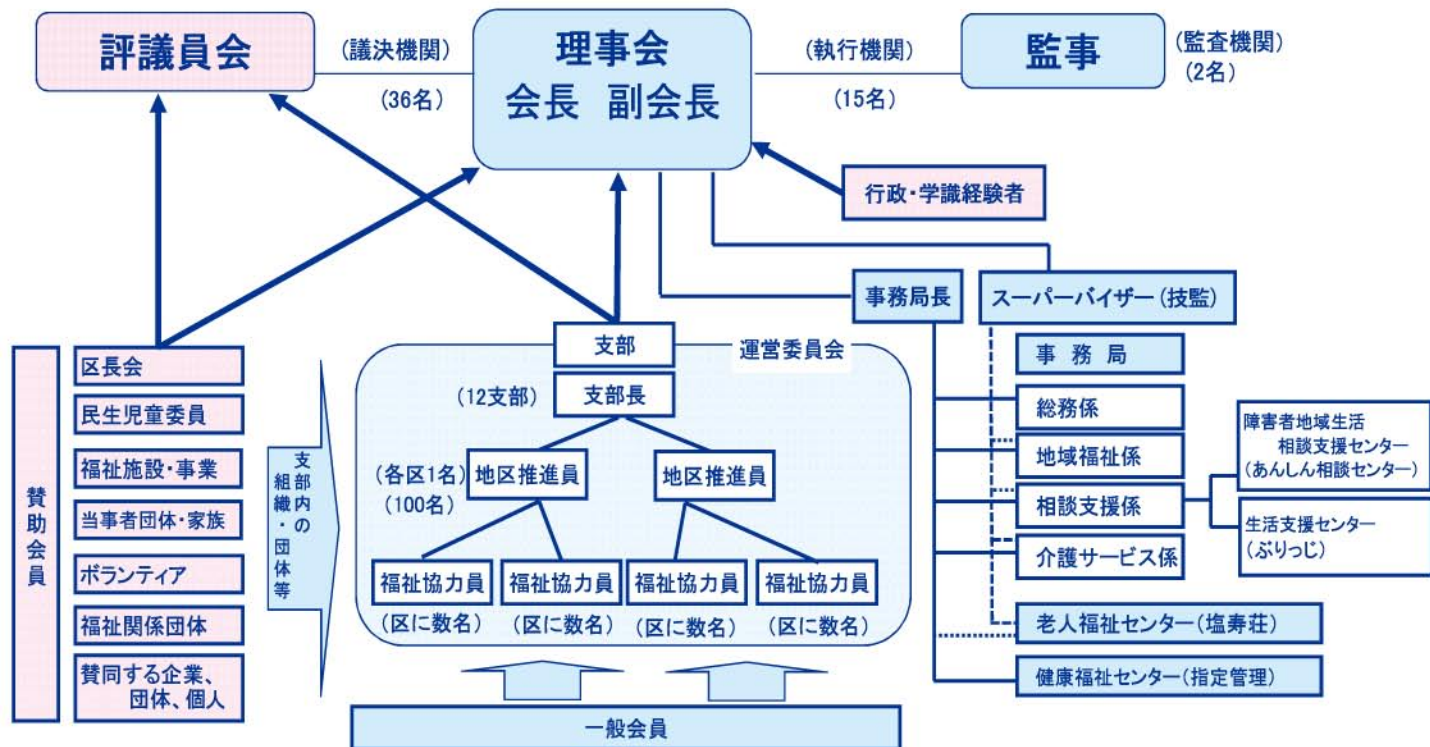 評議員会
(議決機関)
(36名)
理事会
会長 副会長
(執行機関)
(15名)
監事
(監査機関)
(2名)
行政・学識経験者
事務局長
スーパーバイザー(技監)
事 務 局
総務係
地域福祉係
相談支援係
介護サービス係
老人福祉センター(塩寿荘)
健康福祉センター(指定管理)
障害者地域生活
相談支援センター
(あんしん相談センター)
生活支援センター
(ぶりっじ)
支部
運営委員会
(12支部)
支部長
(各区1名)
(100名)
地区推進員
地区推進員
福祉協力員
福祉協力員
福祉協力員
福祉協力員
(区に数名)
(区に数名)
(区に数名)
(区に数名)
一般会員
賛助会員
区長会
民生児童委員
福祉施設・事業
当事者団体・家族
ボランティア
福祉関係団体
賛同する企業、
団体、個人
支部内の
組織・団体等